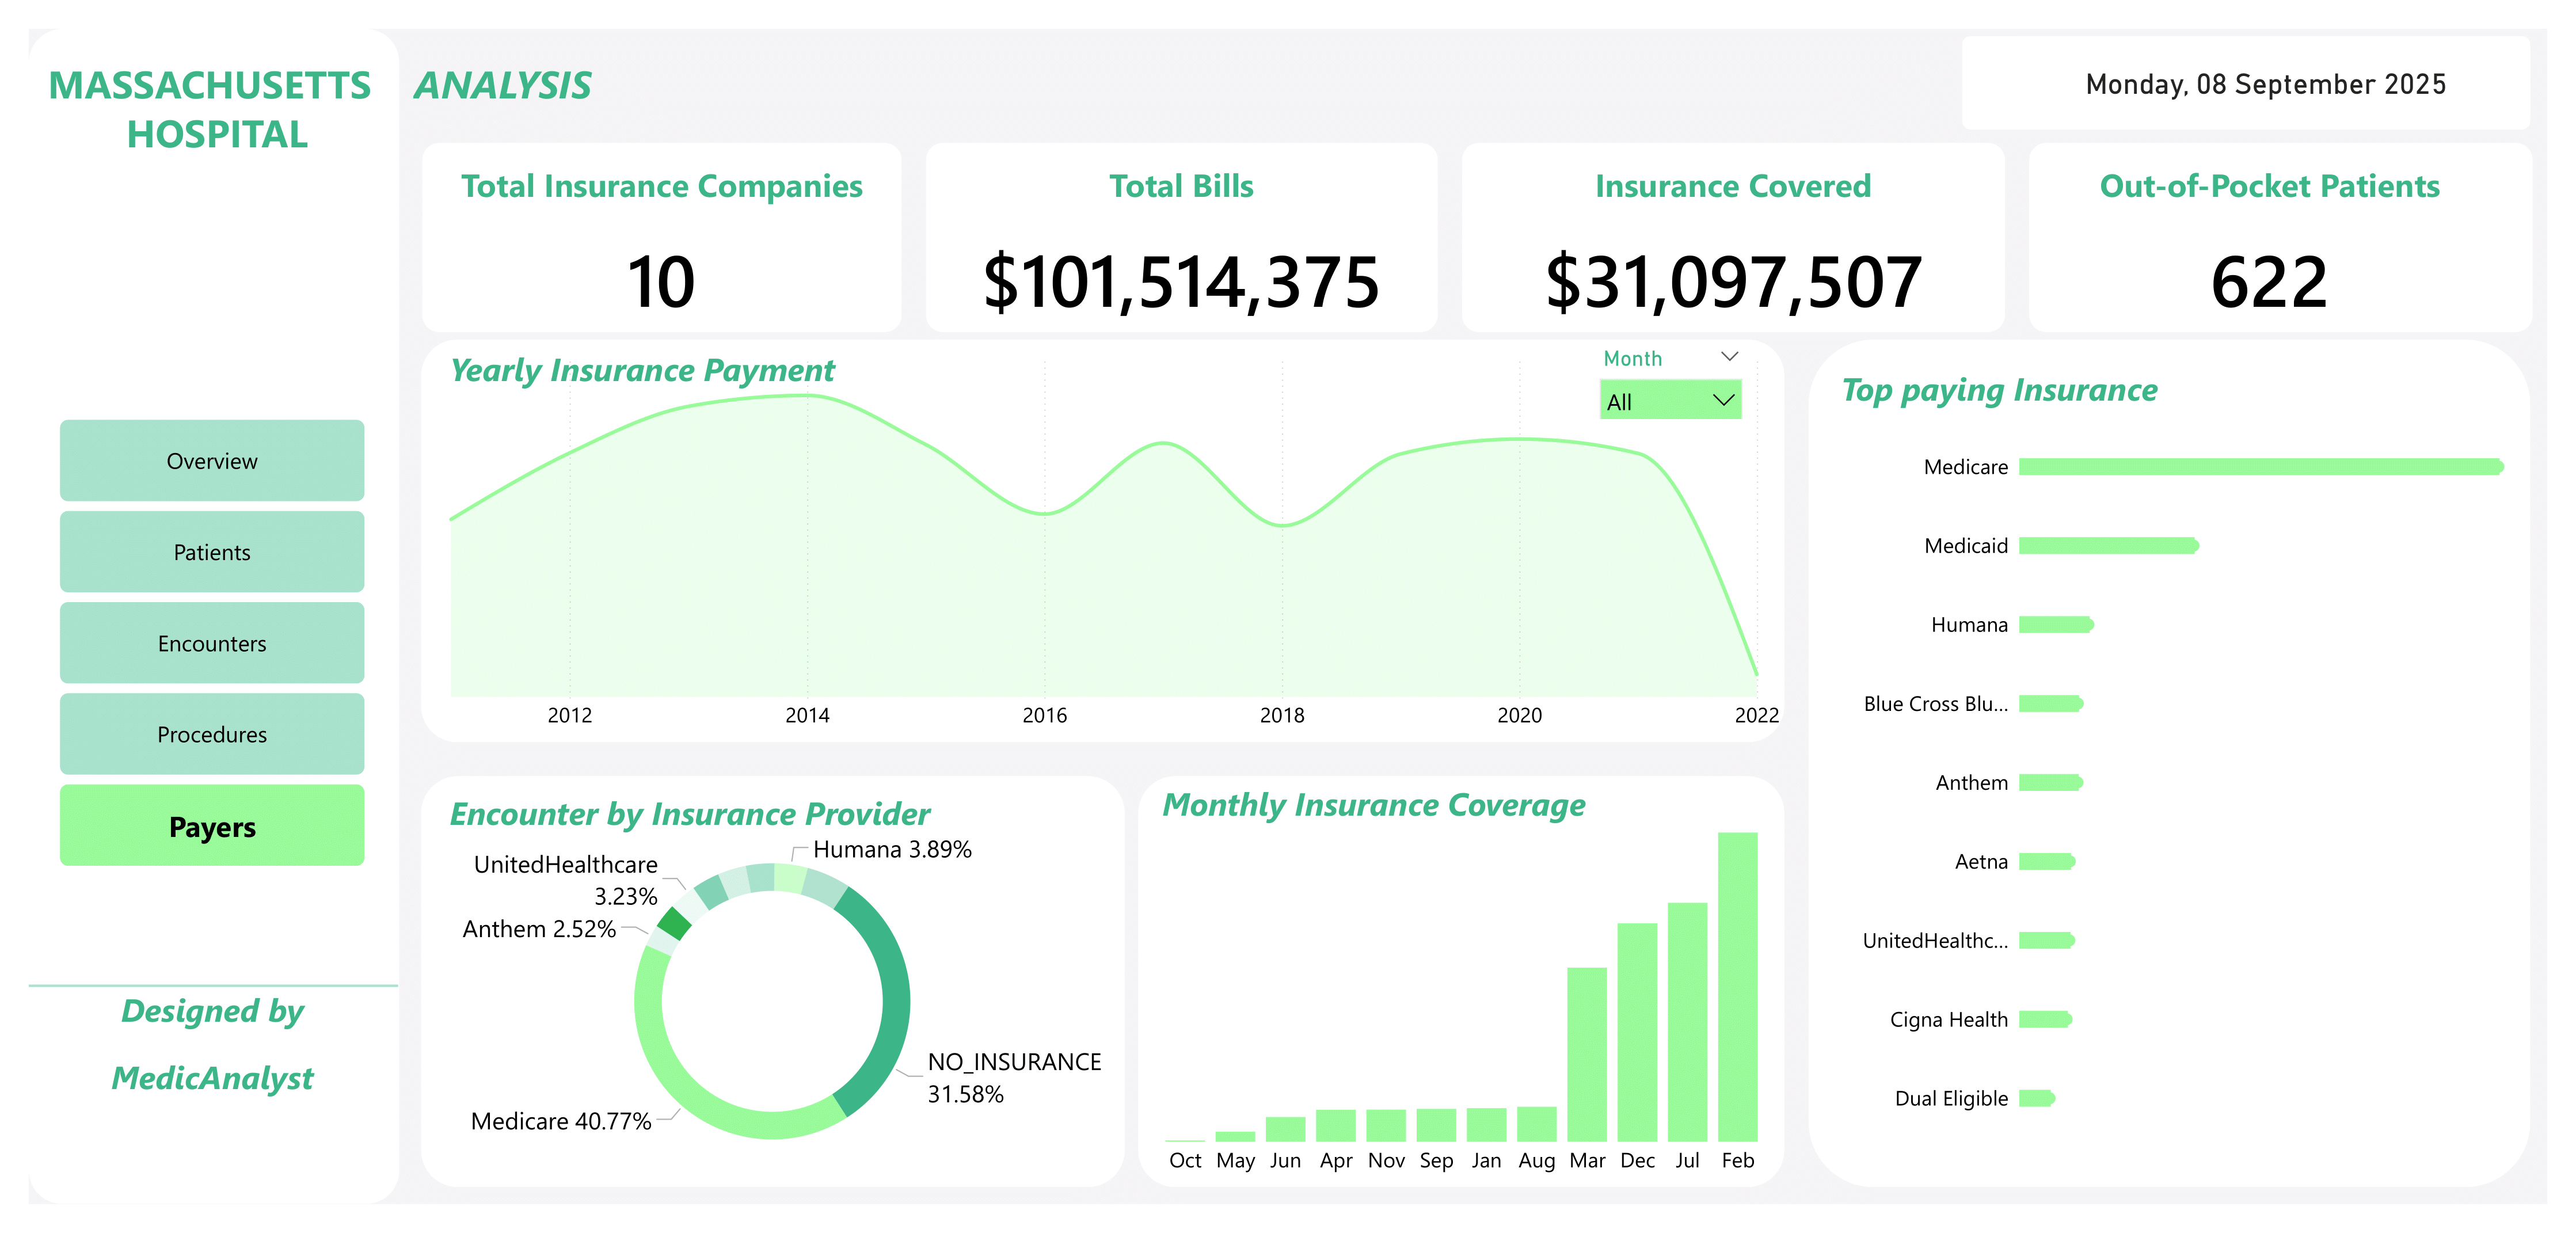 MASSACHUSETTS
HOSPITAL
Overview
Patients
Encounters
Procedures
Payers
Designed by
MedicAnalyst
ANALYSIS
Monday, 08 September 2025
Total Insurance Companies
10
Total Bills
$101,514,375
Insurance Covered
$31,097,507
Out-of-Pocket Patients
622
Yearly Insurance Payment
Month
All
2012
2014
2016
2018
2020
2022
Encounter by Insurance Provider
Humana 3.89%
UnitedHealthcare
3.23%
Anthem 2.52%
NO_INSURANCE
31.58%
Medicare 40.77%
Monthly Insurance Coverage
Oct
May
Jun
Apr
Nov
Sep
Jan
Aug
Mar
Dec
Jul
Feb
Top paying Insurance
Medicare
Medicaid
Humana
Blue Cross Blu...
Anthem
Aetna
UnitedHealthc...
Cigna Health
Dual Eligible